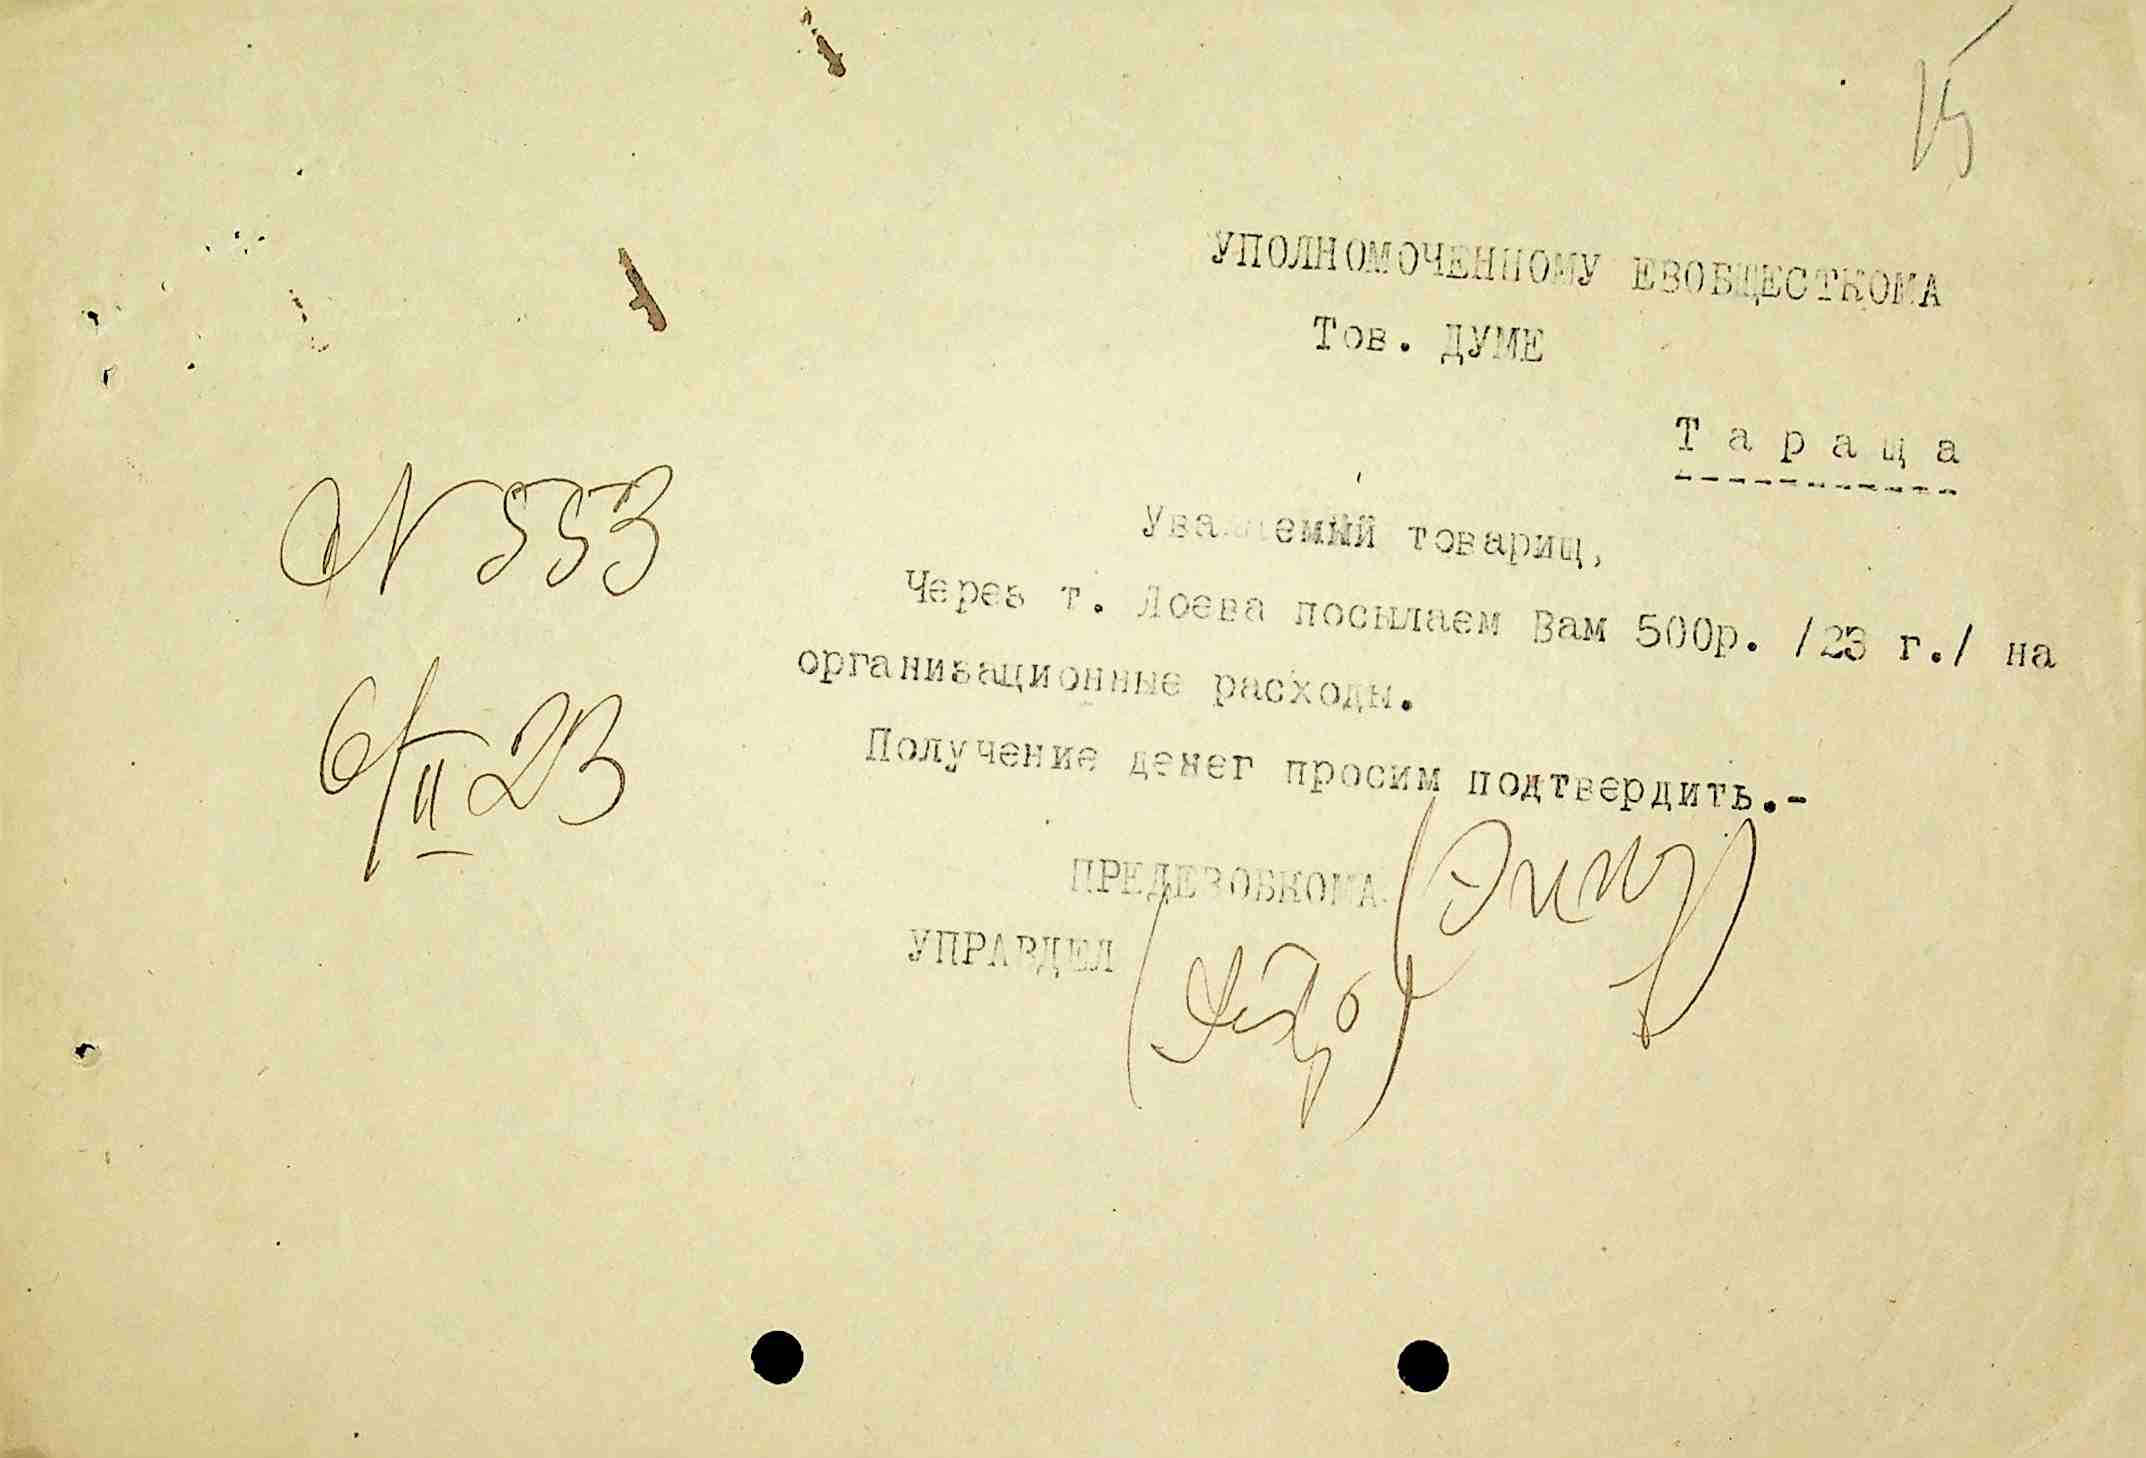 15
УПОЛНОМОЧЕННОМУ ЕВОБЩЕСТКОМА
Тов. ДУМЕ
Тараща
Уважаемый товарищ,
Через т. Лоева посылаем Вам 500р. /23 г./ на
организационные расходы.
Получение денег просим подтвердить.-
N 553
6/II 23
ПРЕДЕВОБКОМА
УПРАВДЕЛ